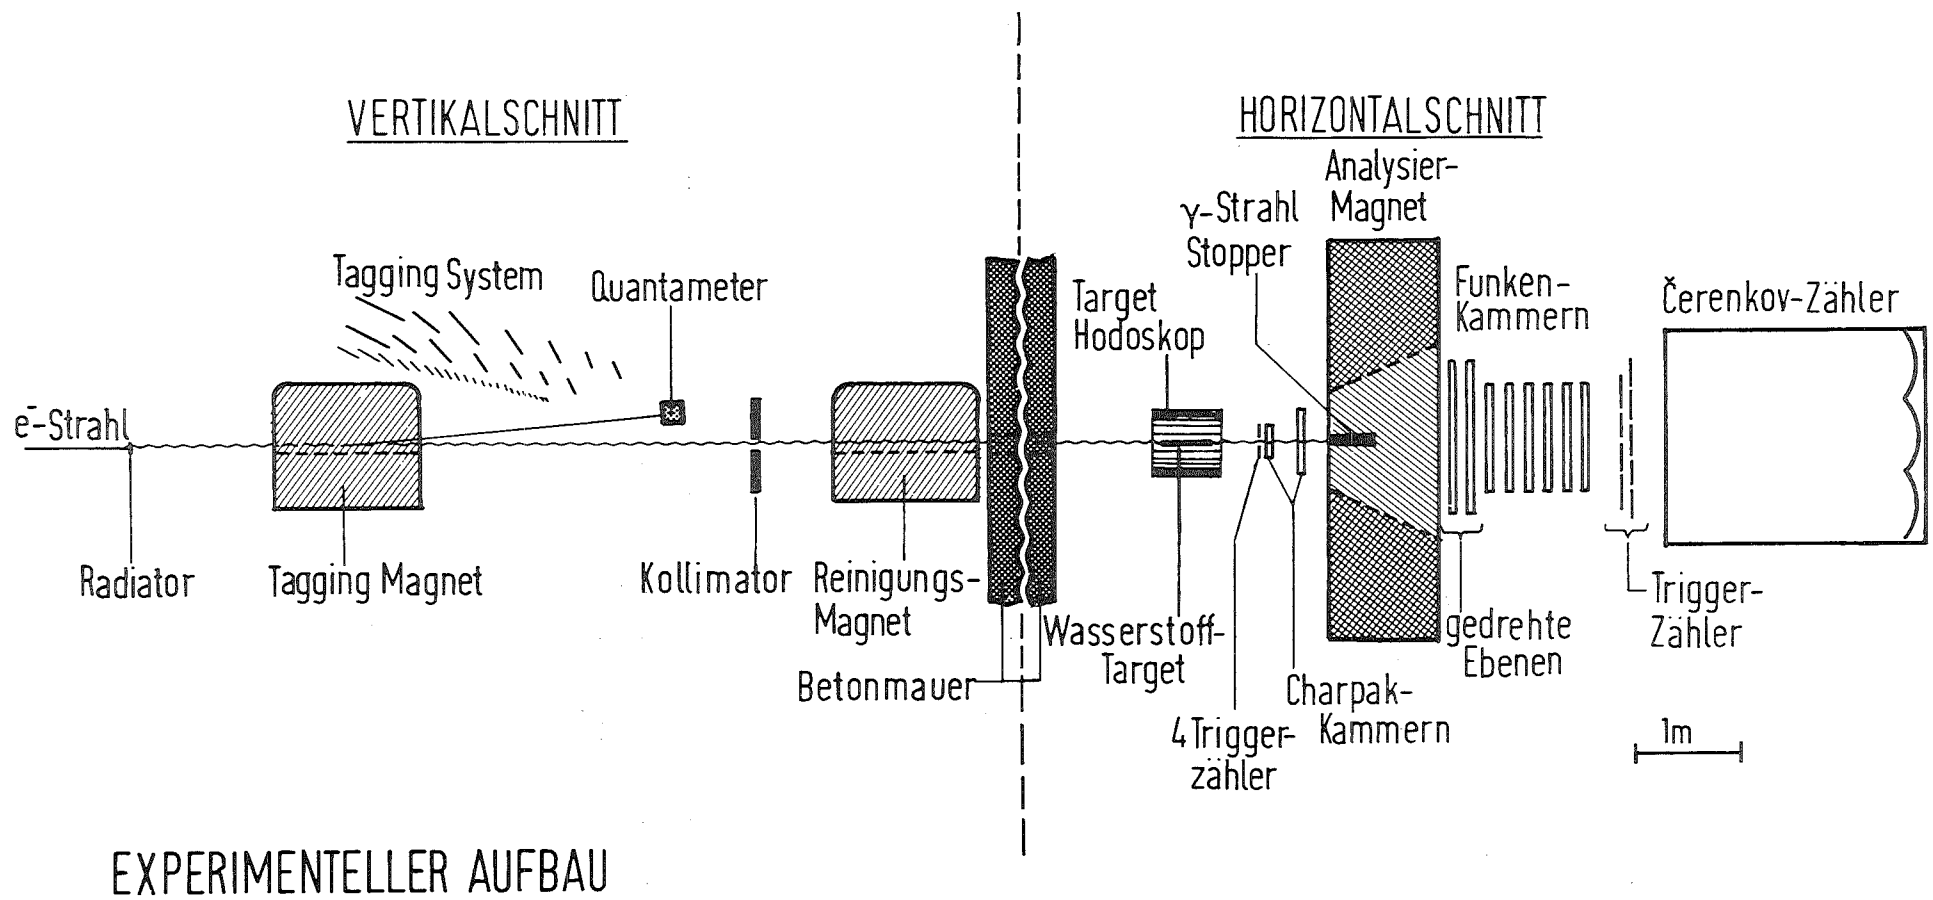 VERTIKALSCHNITT
HORIZONTALSCHNITT
Analysier-
Magnet
γ-Strahl
Stopper
Tagging System
Quantameter
Target
Hodoskop
Funken-
Kammern
Čerenkov-Zähler
e⁻-Strahl
Radiator
Tagging Magnet
Kollimator
Reinigungs-
Magnet
Betonmauer
Wasserstoff-
Target
4 Trigger-
zähler
Charpak-
Kammern
gedrehte
Ebenen
Trigger-
Zähler
1m
EXPERIMENTELLER AUFBAU